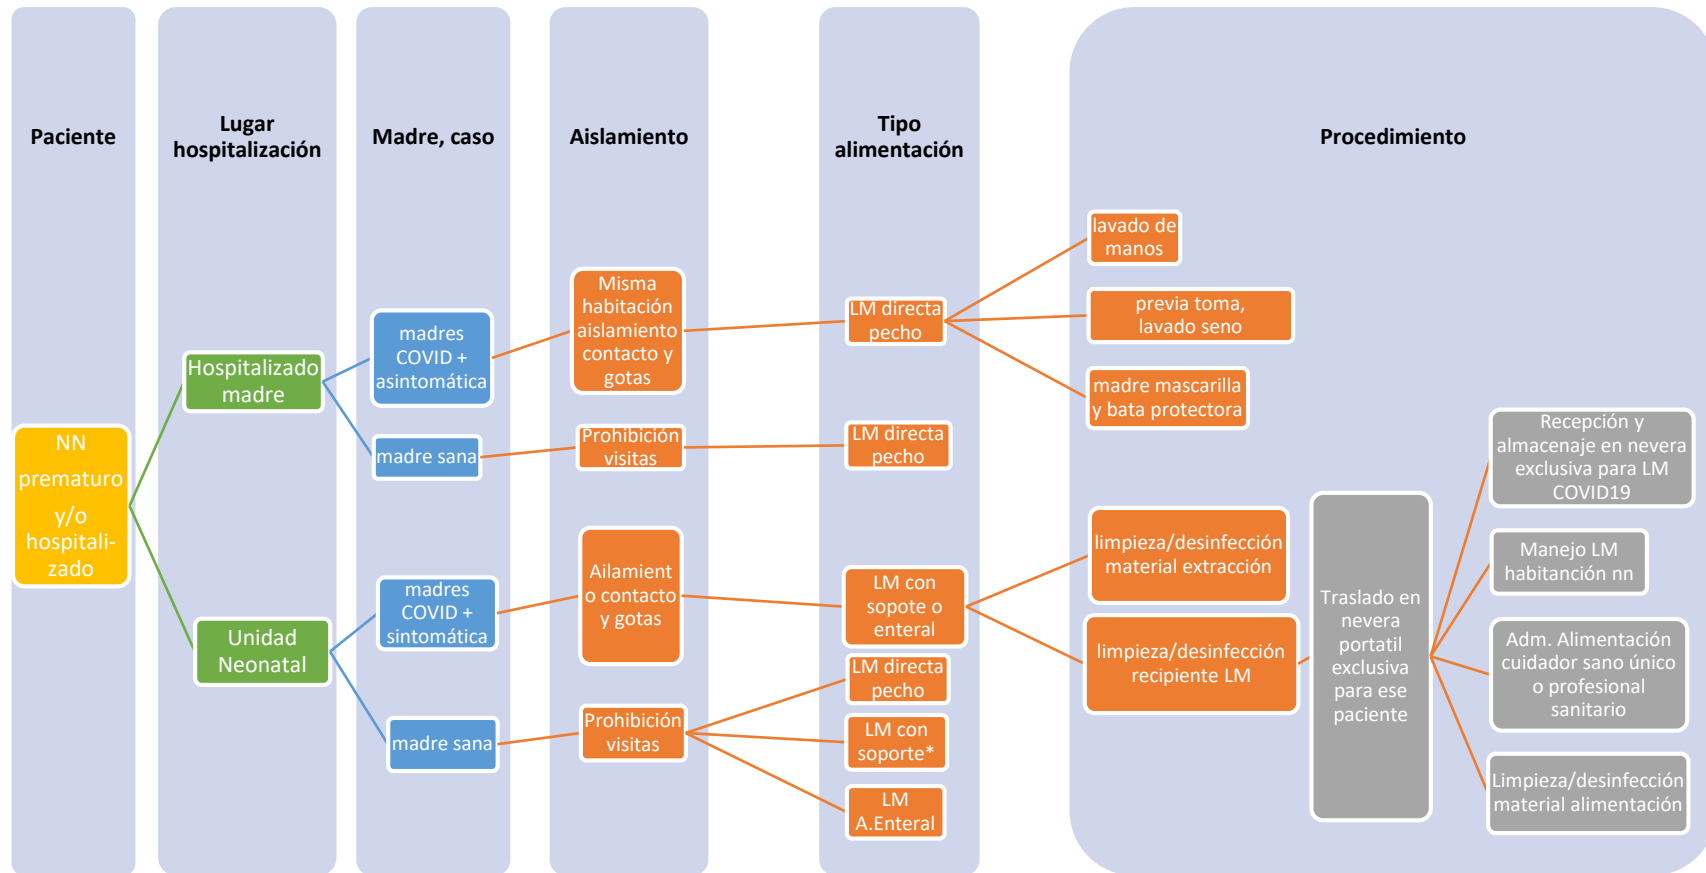 Paciente
Lugar
hospitalización
Madre, caso
Aislamiento
Tipo
alimentación
Procedimiento
NN
prematuro
y/o
hospitali-
zado
Hospitalizado
madre
Unidad
Neonatal
madres
COVID +
asintomática
madre sana
madres
COVID +
sintomática
madre sana
Misma
habitación
aislamiento
contacto y
gotas
Prohibición
visitas
Ailamient
o contacto
y gotas
Prohibición
visitas
LM directa
pecho
LM directa
pecho
LM con
sopote o
enteral
LM directa
pecho
LM con
soporte*
LM
A.Enteral
lavado de
manos
previa toma,
lavado seno
madre mascarilla
y bata protectora
limpieza/desinfección
material extracción
limpieza/desinfección
recipiente LM
Traslado en
nevera
portatil
exclusiva
para ese
paciente
Recepción y
almacenaje en nevera
exclusiva para LM
COVID19
Manejo LM
habitanción nn
Adm. Alimentación
cuidador sano único
o profesional
sanitario
Limpieza/desinfección
material alimentación